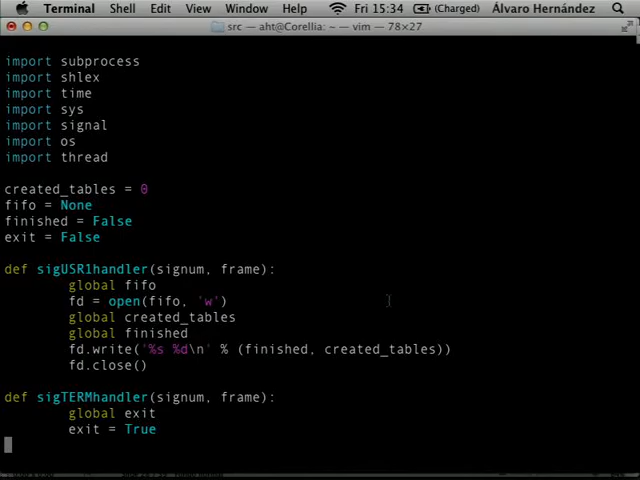 Terminal Shell Edit View Window Help Fri 15:34 (Charged) Álvaro Hernández
src — aht@Corellia: ~ — vim — 78×27
import subprocess
import shlex
import time
import sys
import signal
import os
import thread
created_tables = 0
fifo = None
finished = False
exit = False
def sigUSR1handler(signum, frame):
global fifo
fd = open(fifo, 'w')
global created_tables
global finished
fd.write('%s %d\n' % (finished, created_tables))
fd.close()
def sigTERMhandler(signum, frame):
global exit
exit = True